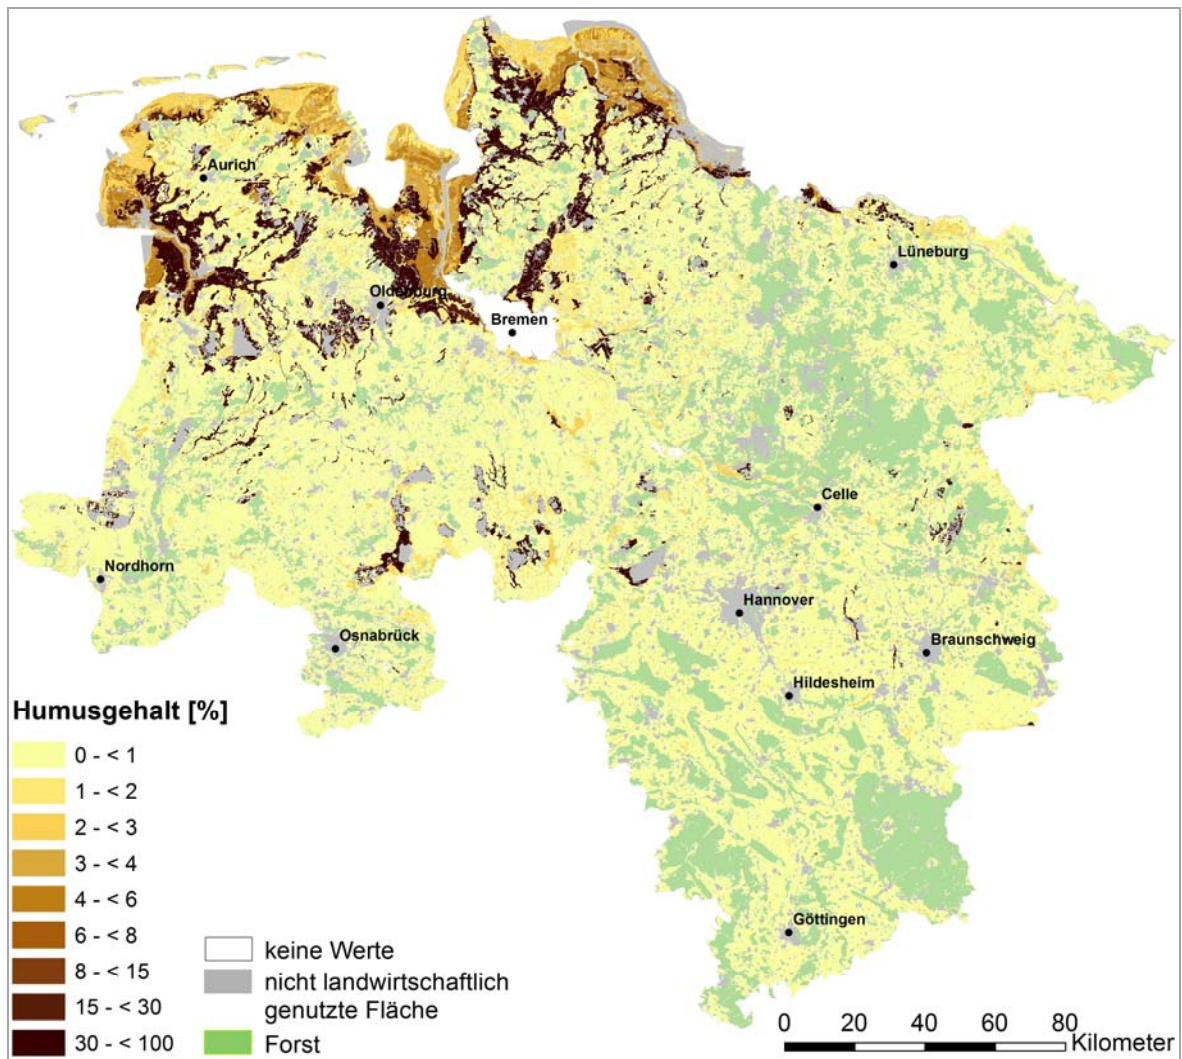 Aurich
Lüneburg
Oldenburg
Bremen
Celle
Nordhorn
Hannover
Osnabrück
Braunschweig
Hildesheim
Göttingen
Humusgehalt [%]
0 - < 1
1 - < 2
2 - < 3
3 - < 4
4 - < 6
6 - < 8
8 - < 15
15 - < 30
30 - < 100
keine Werte
nicht landwirtschaftlich
genutzte Fläche
Forst
0 20 40 60 80
Kilometer